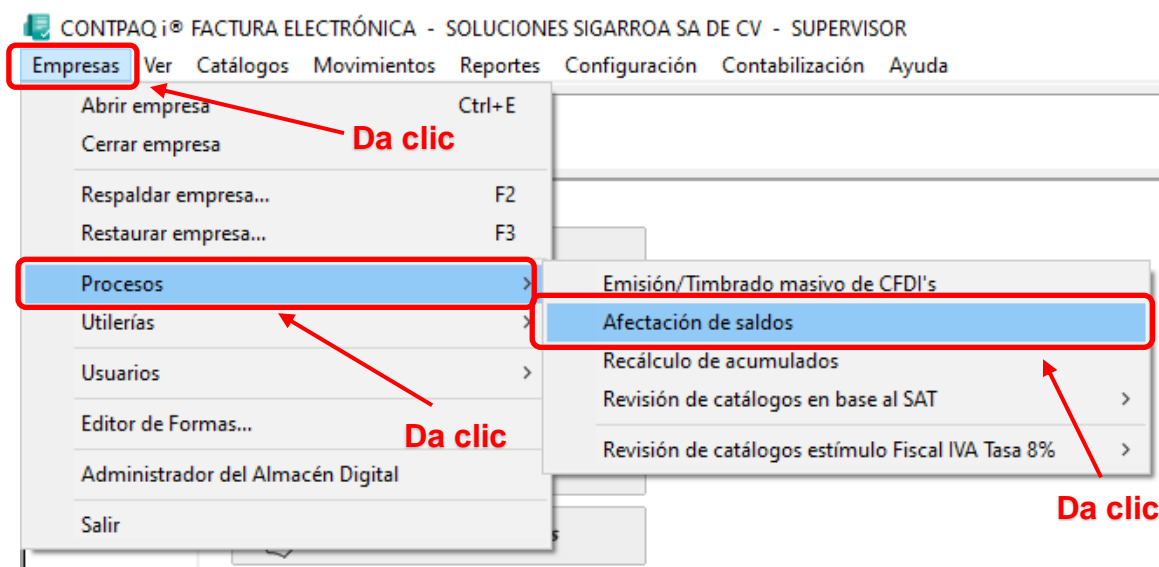 CONTPAQ i® FACTURA ELECTRÓNICA - SOLUCIONES SIGARROA SA DE CV - SUPERVISOR
Empresas Ver Catálogos Movimientos Reportes Configuración Contabilización Ayuda
Abrir empresa Ctrl+E
Da clic
Cerrar empresa
Respaldar empresa... F2
Restaurar empresa... F3
Procesos >
Emisión/Timbrado masivo de CFDI's
Utilerías >
Afectación de saldos
Recálculo de acumulados
Usuarios >
Revisión de catálogos en base al SAT >
Editor de Formas...
Da clic
Revisión de catálogos estímulo Fiscal IVA Tasa 8% >
Administrador del Almacén Digital
Da clic
Salir
s